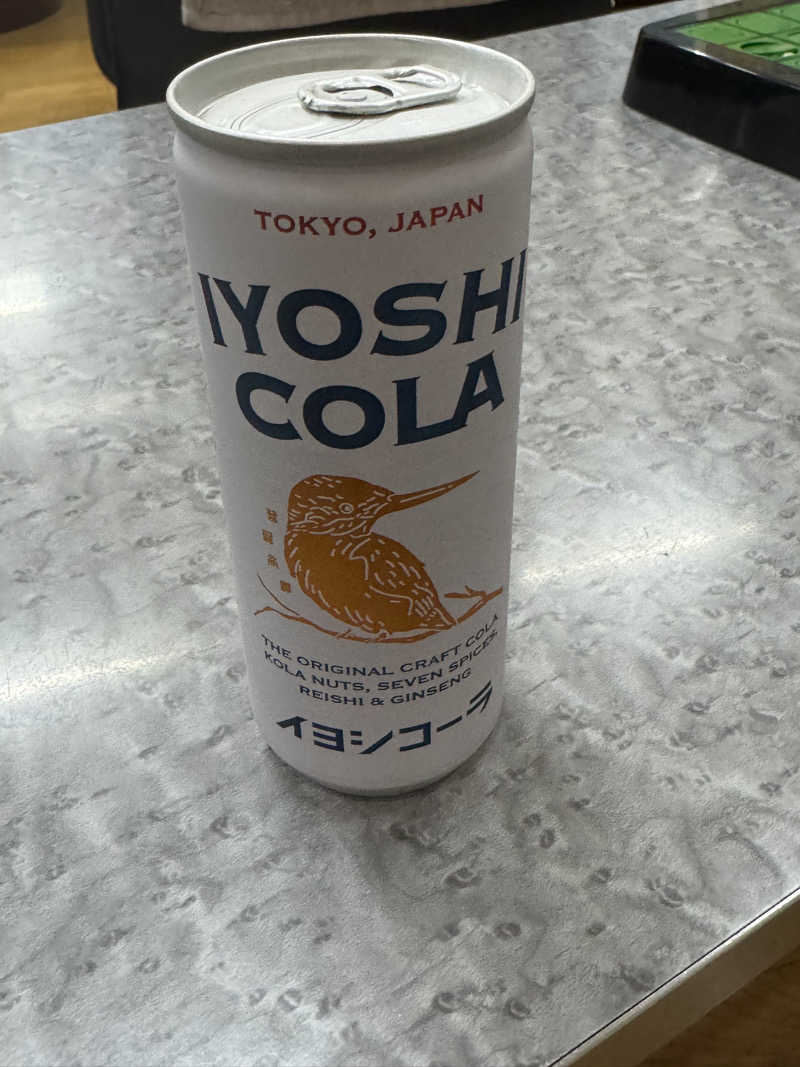 TOKYO, JAPAN
IYOSHI
COLA
THE ORIGINAL CRAFT COLA
KOLA NUTS, SEVEN SPICES,
REISHI & GINSENG
イヨシコーラ